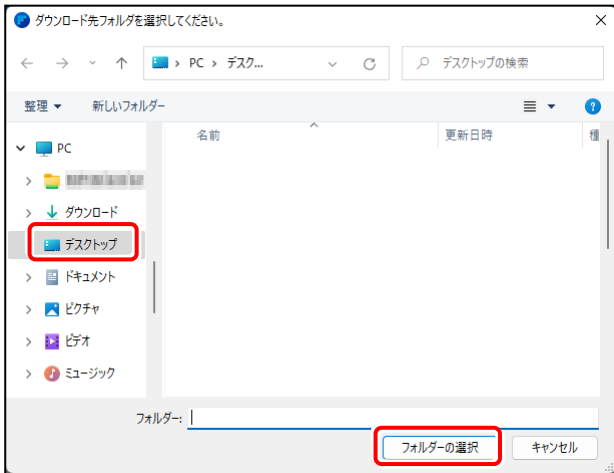 ダウンロード先フォルダを選択してください。
PC › デスク...
デスクトップの検索
整理 新しいフォルダー
名前 更新日時 種
PC
ダウンロード
デスクトップ
ドキュメント
ピクチャ
ビデオ
ミュージック
フォルダー:
フォルダーの選択 キャンセル